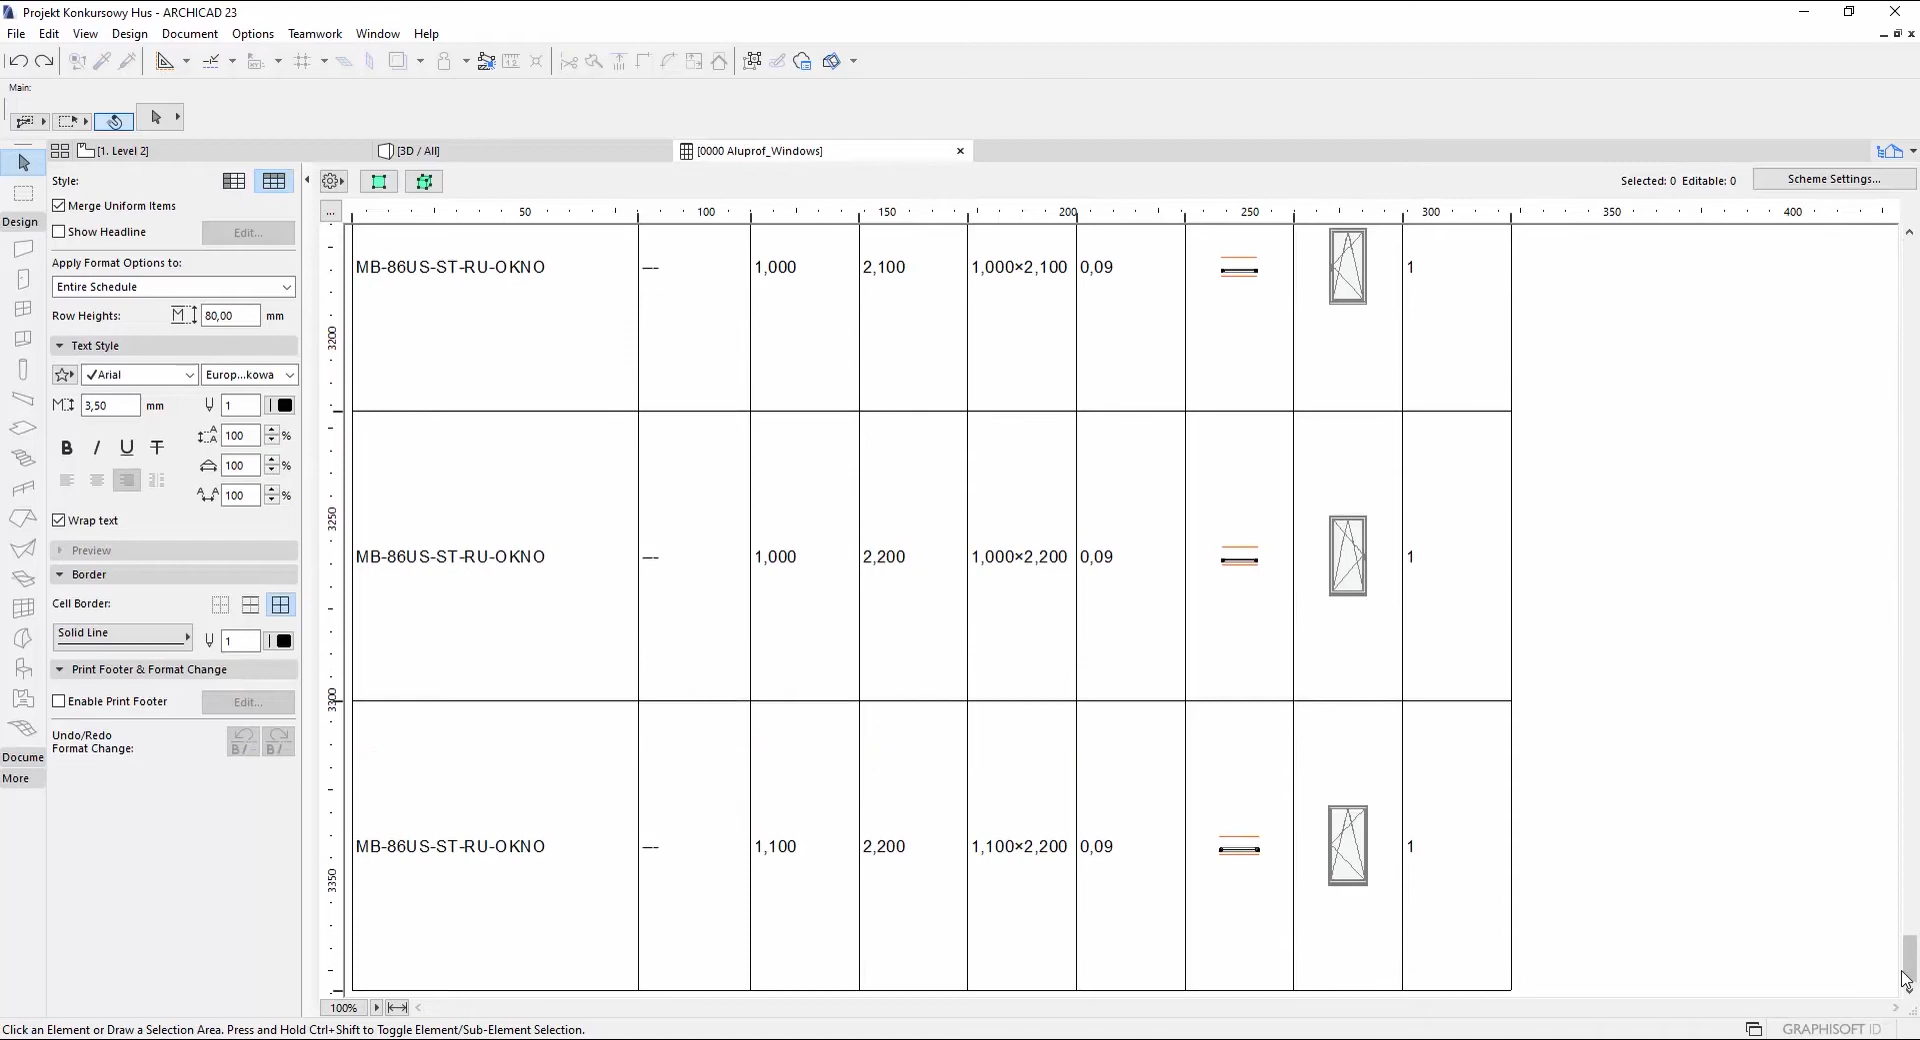 Projekt Konkursowy Hus - ARCHICAD 23
File Edit View Design Document Options Teamwork Window Help
Main:
[1. Level 2] [3D / All] [0000 Aluprof_Windows]
Style:
Selected: 0 Editable: 0 Scheme Settings...
Merge Uniform Items
... 50 100 150 200 250 300 350 400
Design
Show Headline Edit...
Apply Format Options to:
Entire Schedule
Row Heights: 80,00 mm
Text Style
Arial Europ...kowa
3,50 mm 1
100 %
B I U T
100 %
100 %
Wrap text
Preview
Border
Cell Border:
Solid Line 1
Print Footer & Format Change
Enable Print Footer Edit...
Undo/Redo
Format Change:
Docume
More
3200
3250
3300
3350
MB-86US-ST-RU-OKNO --- 1,000 2,100 1,000×2,100 0,09 1
MB-86US-ST-RU-OKNO --- 1,000 2,200 1,000×2,200 0,09 1
MB-86US-ST-RU-OKNO --- 1,100 2,200 1,100×2,200 0,09 1
100%
Click an Element or Draw a Selection Area. Press and Hold Ctrl+Shift to Toggle Element/Sub-Element Selection.
GRAPHISOFT ID